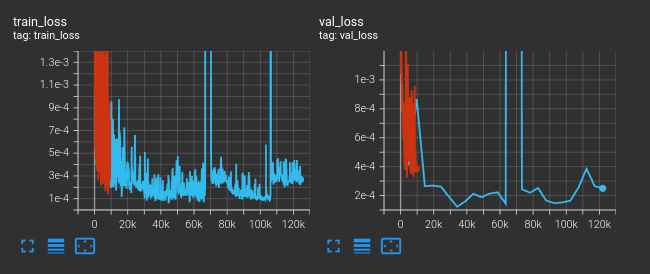 train_loss
tag: train_loss
1.3e-3
1.1e-3
9e-4
7e-4
5e-4
3e-4
1e-4
0 20k 40k 60k 80k 100k 120k
val_loss
tag: val_loss
1e-3
8e-4
6e-4
4e-4
2e-4
0 20k 40k 60k 80k 100k 120k